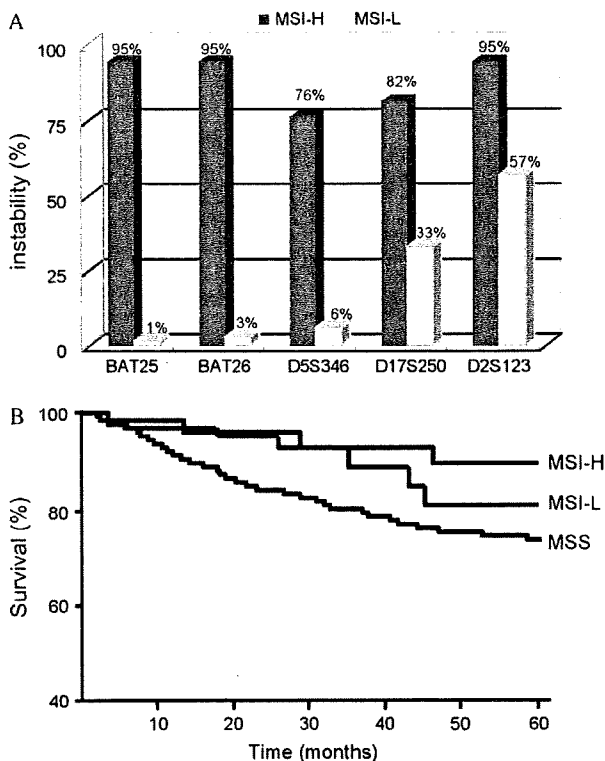 A
MSI-H MSI-L
100
75
50
25
0
instability (%)
95%
1%
95%
3%
76%
6%
82%
33%
95%
57%
BAT25 BAT26 D5S346 D17S250 D2S123
B
100
80
60
40
Survival (%)
MSI-H
MSI-L
MSS
10 20 30 40 50 60
Time (months)